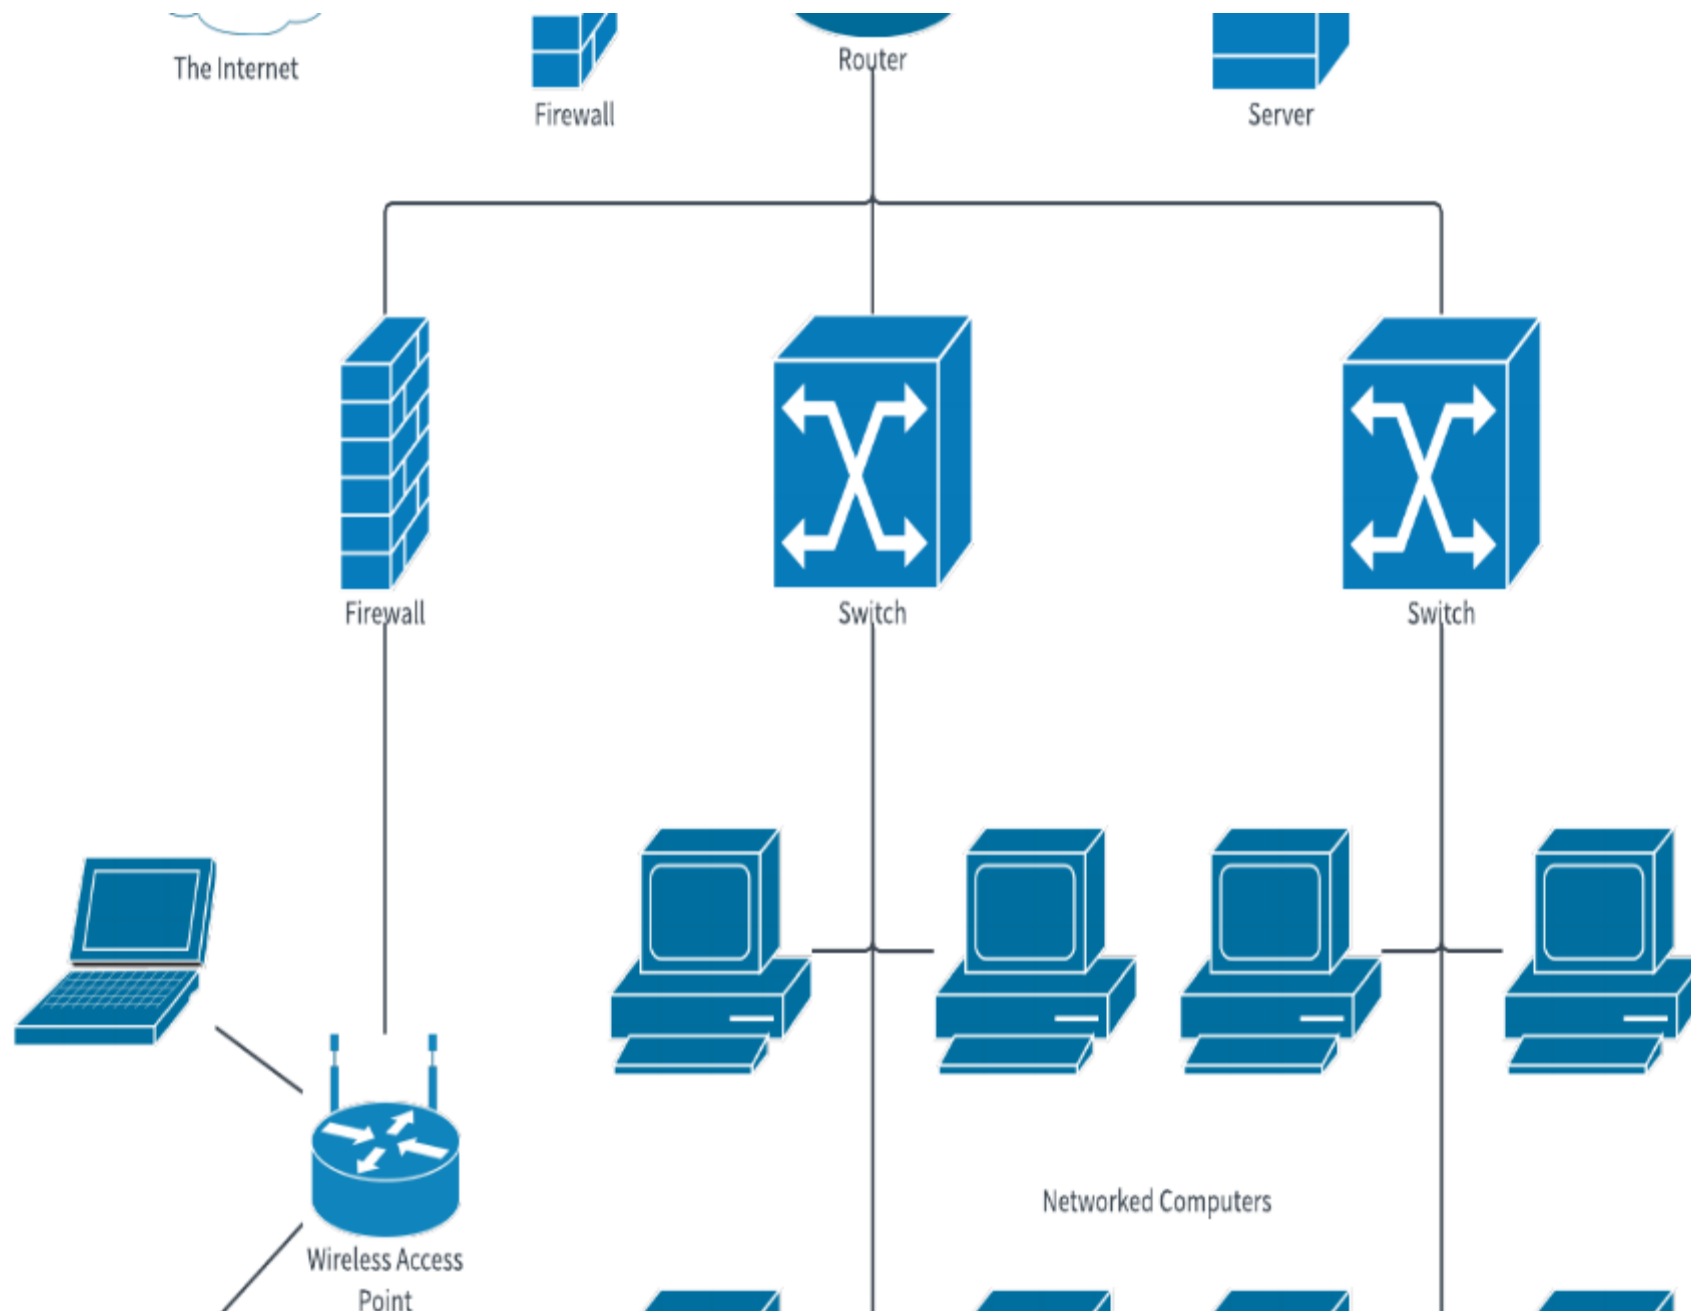 The Internet
Firewall
Router
Server
Firewall
Switch
Switch
Networked Computers
Wireless Access
Point